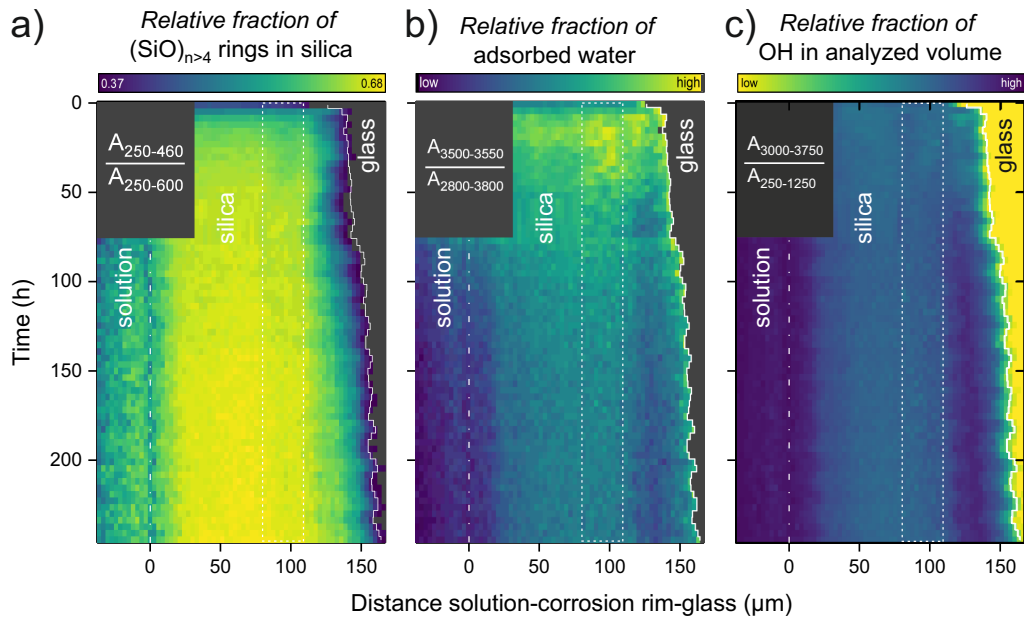 a)
Relative fraction of
(SiO)n>4 rings in silica
0.37
0.68
A250-460
A250-600
solution
silica
glass
b)
Relative fraction of
adsorbed water
low
high
A3500-3550
A2800-3800
solution
silica
glass
c)
Relative fraction of
OH in analyzed volume
low
high
A3000-3750
A250-1250
solution
silica
glass
Time (h)
0
50
100
150
200
0
50
100
150
0
50
100
150
0
50
100
150
Distance solution-corrosion rim-glass (µm)